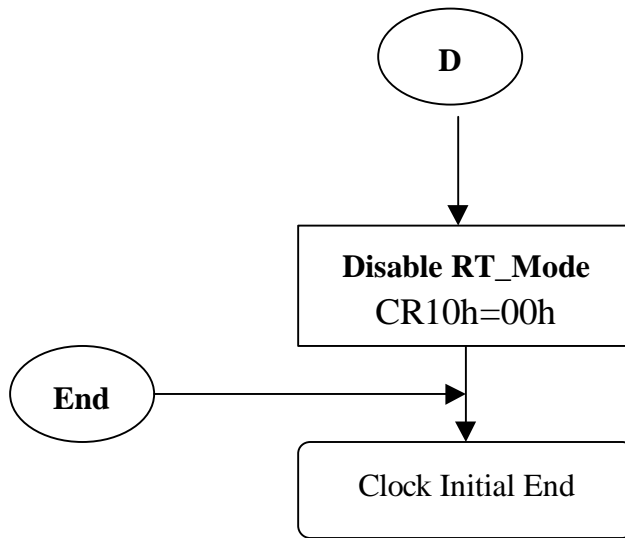 D
Disable RT_Mode
CR10h=00h
End
Clock Initial End